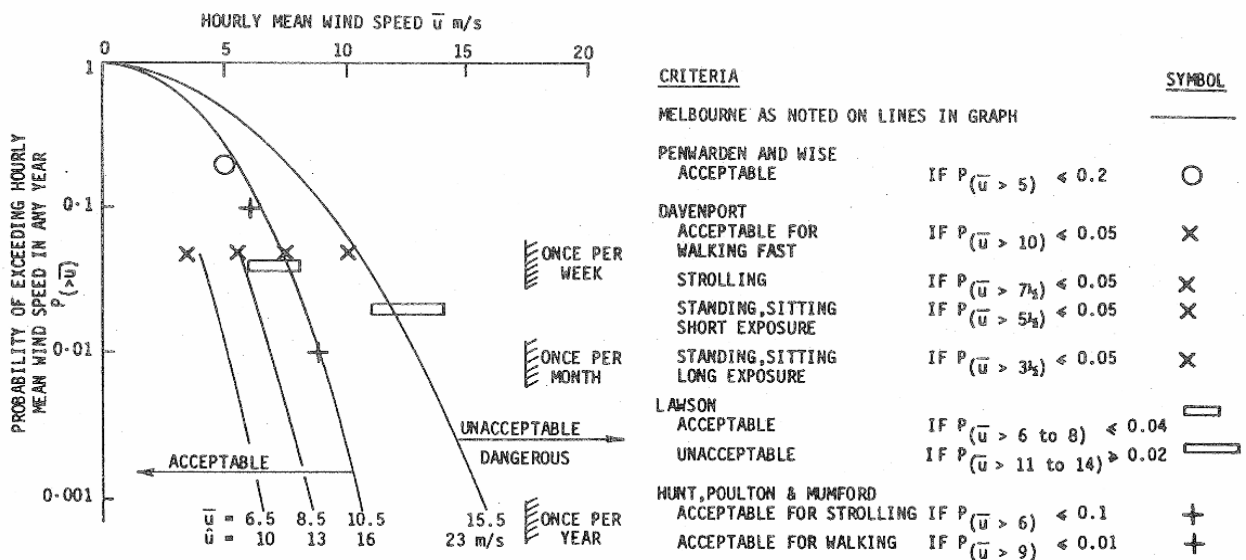 HOURLY MEAN WIND SPEED u̅ m/s
0 5 10 15 20
1
0·1
0·01
0·001
PROBABILITY OF EXCEEDING HOURLY
MEAN WIND SPEED IN ANY YEAR
P(>u̅)
ONCE PER
WEEK
ONCE PER
MONTH
UNACCEPTABLE
DANGEROUS
ACCEPTABLE
u̅ = 6.5 8.5 10.5 15.5
û = 10 13 16 23 m/s
ONCE PER
YEAR
CRITERIA SYMBOL
MELBOURNE AS NOTED ON LINES IN GRAPH
PENWARDEN AND WISE
ACCEPTABLE IF P(u̅ > 5) ⩽ 0.2
DAVENPORT
ACCEPTABLE FOR
WALKING FAST IF P(u̅ > 10) ⩽ 0.05
STROLLING IF P(u̅ > 7½) ⩽ 0.05
STANDING,SITTING
SHORT EXPOSURE IF P(u̅ > 5½) ⩽ 0.05
STANDING,SITTING
LONG EXPOSURE IF P(u̅ > 3½) ⩽ 0.05
LAWSON
ACCEPTABLE IF P(u̅ > 6 to 8) ⩽ 0.04
UNACCEPTABLE IF P(u̅ > 11 to 14) ⩾ 0.02
HUNT,POULTON & MUMFORD
ACCEPTABLE FOR STROLLING IF P(u̅ > 6) ⩽ 0.1
ACCEPTABLE FOR WALKING IF P(u̅ > 9) ⩽ 0.01